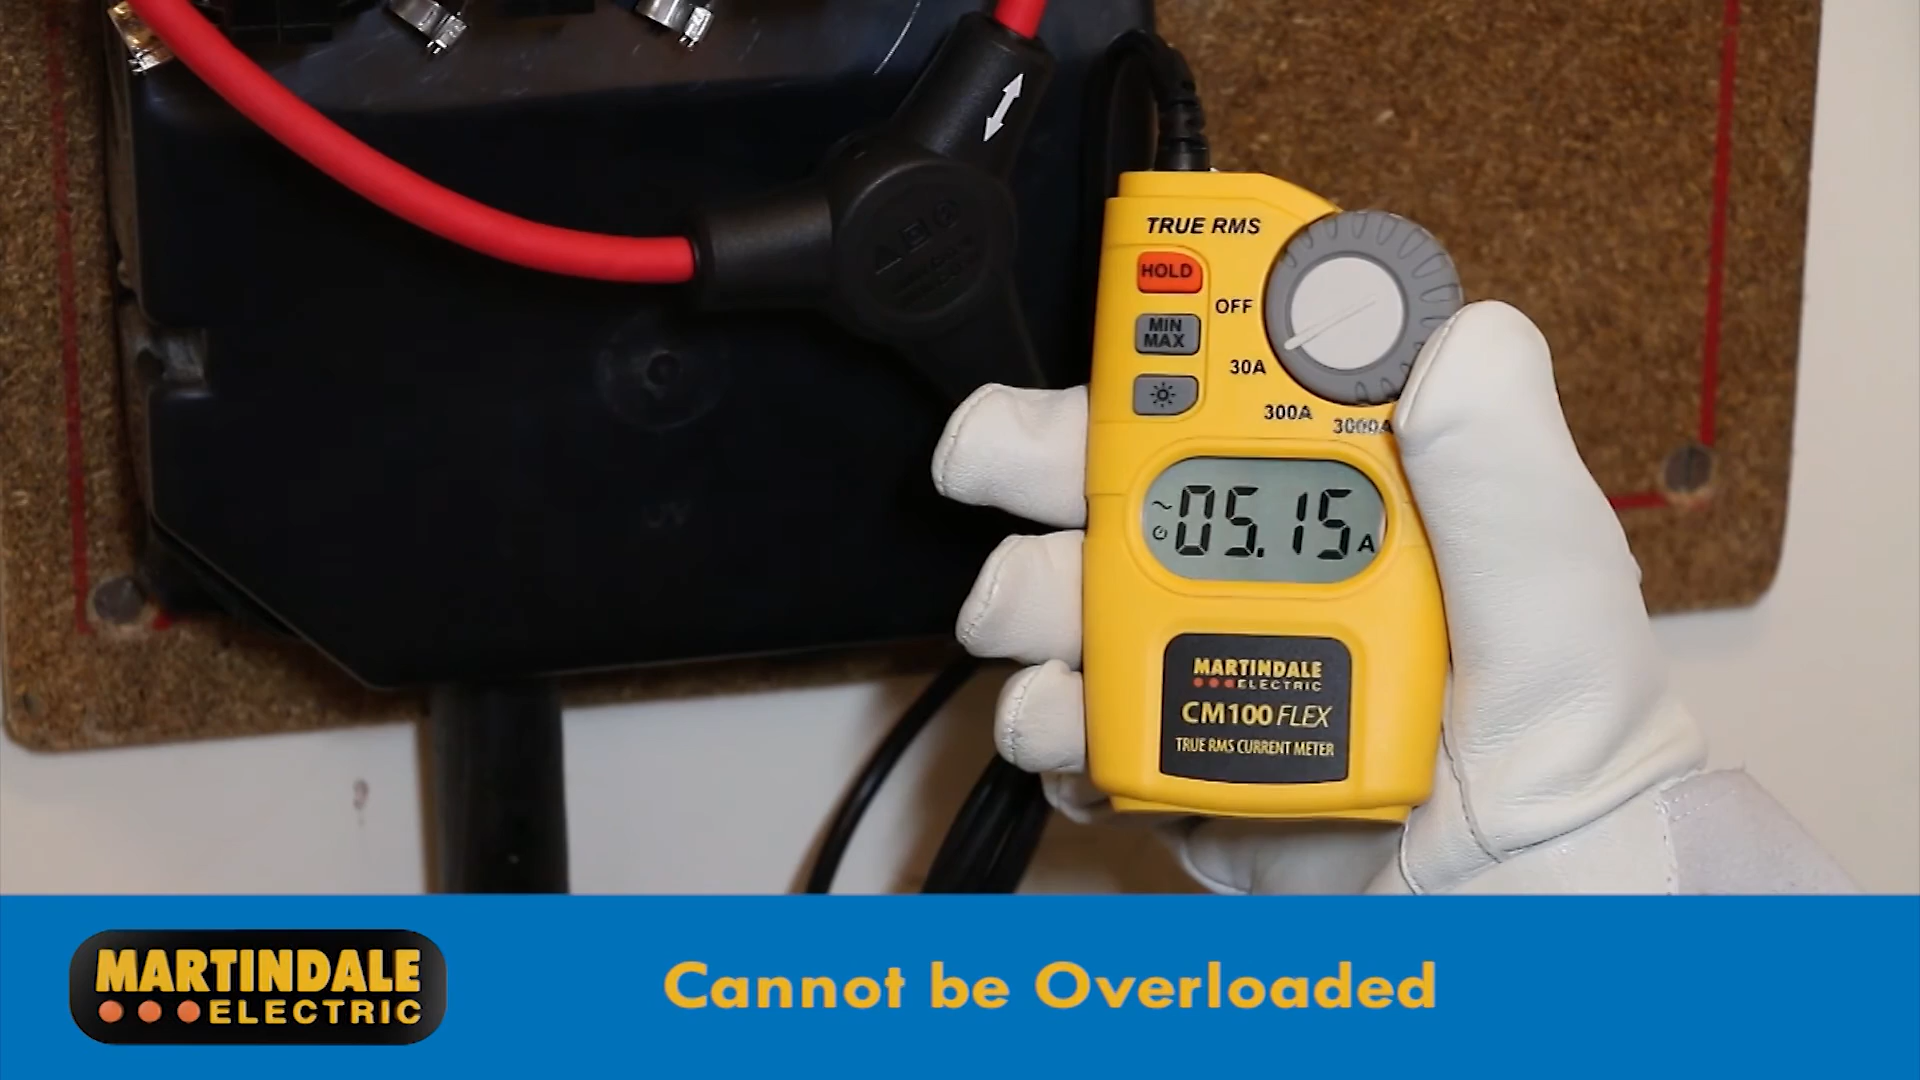 TRUE RMS
HOLD
OFF
MIN
MAX
30A
300A
3000A
05.15 A
MARTINDALE
ELECTRIC
CM100 FLEX
TRUE RMS CURRENT METER
MARTINDALE
ELECTRIC
Cannot be Overloaded